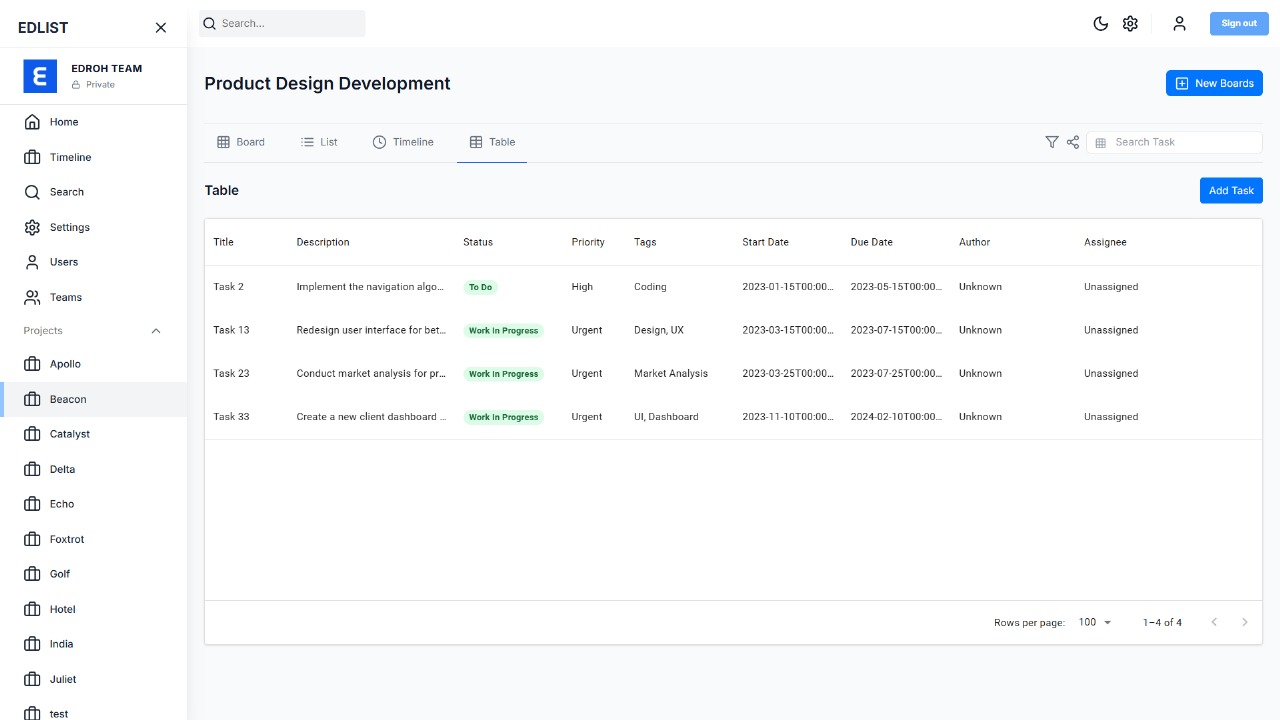 EDLIST
Search...
Sign out
EDROH TEAM
Private
Home
Timeline
Search
Settings
Users
Teams
Projects
Apollo
Beacon
Catalyst
Delta
Echo
Foxtrot
Golf
Hotel
India
Juliet
test
Product Design Development
New Boards
Board List Timeline Table
Search Task
Table
Add Task
Title Description Status Priority Tags Start Date Due Date Author Assignee
Task 2 Implement the navigation algo... To Do High Coding 2023-01-15T00:00... 2023-05-15T00:00... Unknown Unassigned
Task 13 Redesign user interface for bet... Work In Progress Urgent Design, UX 2023-03-15T00:00... 2023-07-15T00:00... Unknown Unassigned
Task 23 Conduct market analysis for pr... Work In Progress Urgent Market Analysis 2023-03-25T00:00... 2023-07-25T00:00... Unknown Unassigned
Task 33 Create a new client dashboard ... Work In Progress Urgent UI, Dashboard 2023-11-10T00:00... 2024-02-10T00:00... Unknown Unassigned
Rows per page: 100 1–4 of 4